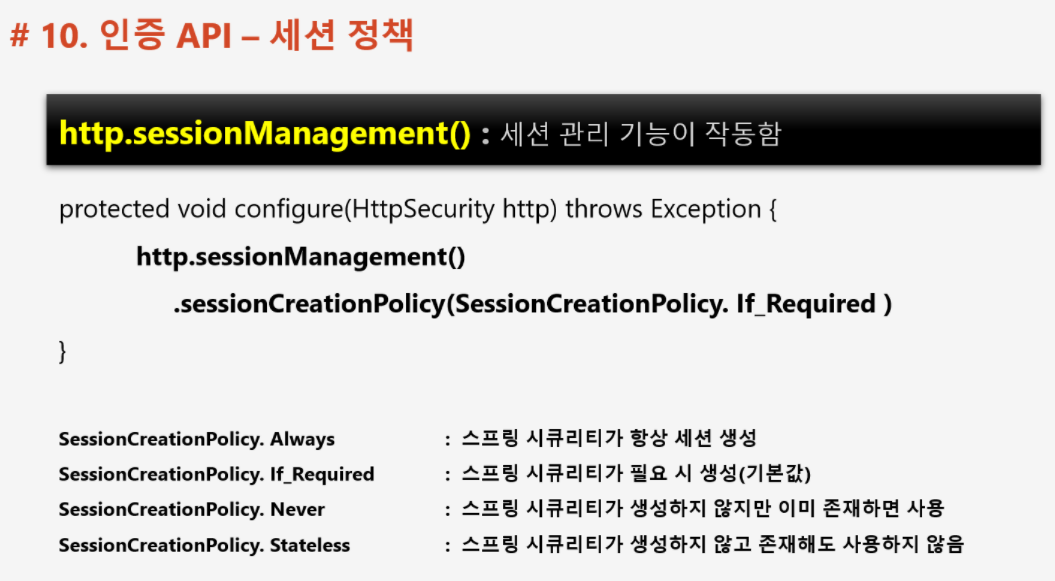 # 10. 인증 API – 세션 정책
http.sessionManagement() : 세션 관리 기능이 작동함
protected void configure(HttpSecurity http) throws Exception {
http.sessionManagement()
.sessionCreationPolicy(SessionCreationPolicy. If_Required )
}
SessionCreationPolicy. Always : 스프링 시큐리티가 항상 세션 생성
SessionCreationPolicy. If_Required : 스프링 시큐리티가 필요 시 생성(기본값)
SessionCreationPolicy. Never : 스프링 시큐리티가 생성하지 않지만 이미 존재하면 사용
SessionCreationPolicy. Stateless : 스프링 시큐리티가 생성하지 않고 존재해도 사용하지 않음